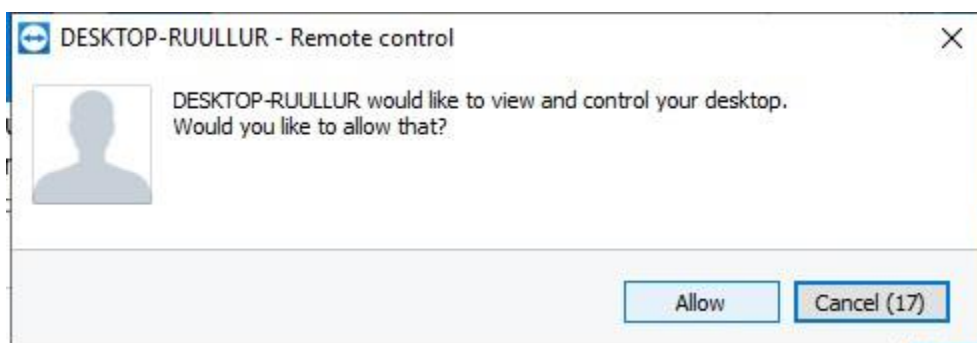 DESKTOP-RUULLUR - Remote control
DESKTOP-RUULLUR would like to view and control your desktop.
Would you like to allow that?
Allow
Cancel (17)